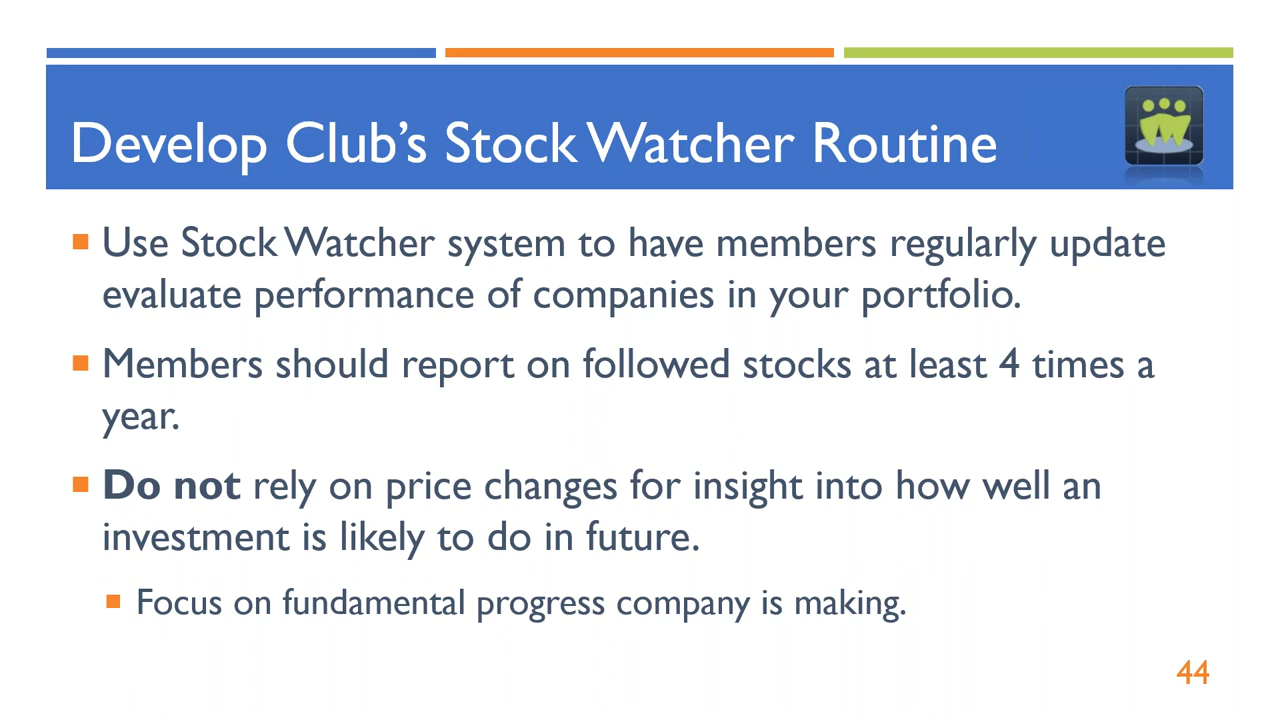 Develop Club’s Stock Watcher Routine
Use Stock Watcher system to have members regularly update
evaluate performance of companies in your portfolio.
Members should report on followed stocks at least 4 times a
year.
Do not rely on price changes for insight into how well an
investment is likely to do in future.
Focus on fundamental progress company is making.
44